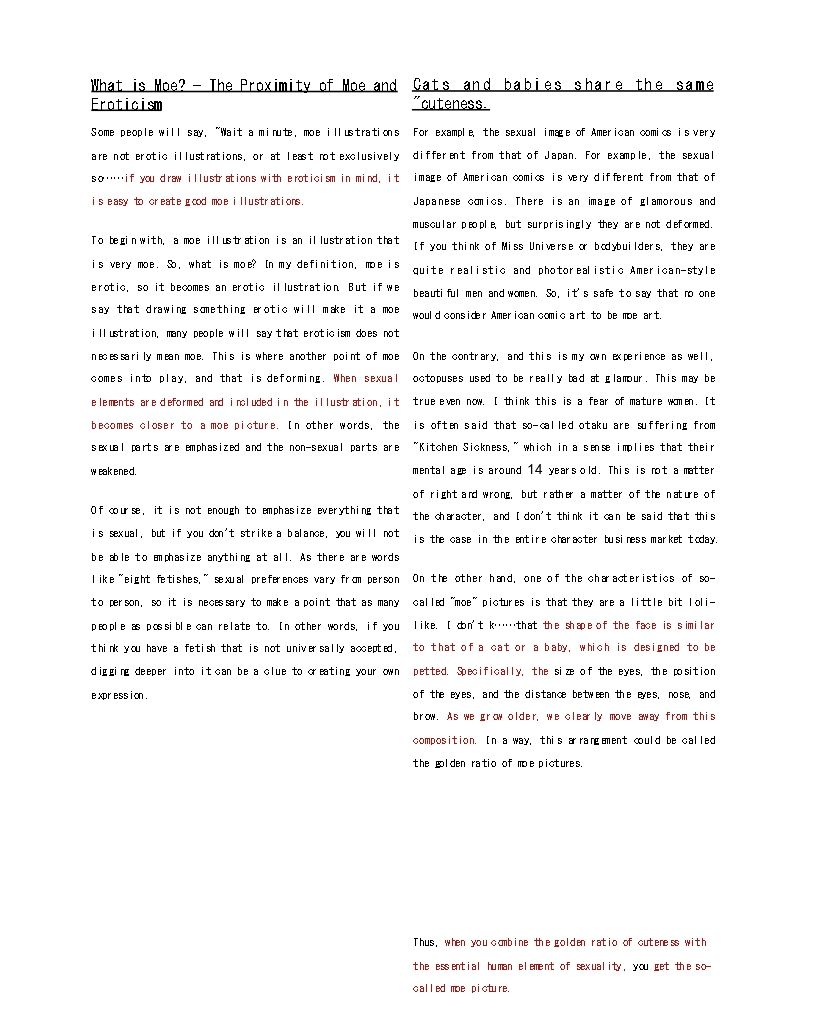 What is Moe? – The Proximity of Moe and
Eroticism
Some people will say, "Wait a minute, moe illustrations
are not erotic illustrations, or at least not exclusively
so……if you draw illustrations with eroticism in mind, it
is easy to create good moe illustrations.
To begin with, a moe illustration is an illustration that
is very moe. So, what is moe? In my definition, moe is
erotic, so it becomes an erotic illustration. But if we
say that drawing something erotic will make it a moe
illustration, many people will say that eroticism does not
necessarily mean moe. This is where another point of moe
comes into play, and that is deforming. When sexual
elements are deformed and included in the illustration, it
becomes closer to a moe picture. In other words, the
sexual parts are emphasized and the non-sexual parts are
weakened.
Of course, it is not enough to emphasize everything that
is sexual, but if you don't strike a balance, you will not
be able to emphasize anything at all. As there are words
like "eight fetishes," sexual preferences vary from person
to person, so it is necessary to make a point that as many
people as possible can relate to. In other words, if you
think you have a fetish that is not universally accepted,
digging deeper into it can be a clue to creating your own
expression.
Cats and babies share the same
"cuteness.
For example, the sexual image of American comics is very
different from that of Japan. For example, the sexual
image of American comics is very different from that of
Japanese comics. There is an image of glamorous and
muscular people, but surprisingly they are not deformed.
If you think of Miss Universe or bodybuilders, they are
quite realistic and photorealistic American-style
beautiful men and women. So, it's safe to say that no one
would consider American comic art to be moe art.
On the contrary, and this is my own experience as well,
octopuses used to be really bad at glamour. This may be
true even now. I think this is a fear of mature women. It
is often said that so-called otaku are suffering from
"Kitchen Sickness," which in a sense implies that their
mental age is around 14 years old. This is not a matter
of right and wrong, but rather a matter of the nature of
the character, and I don't think it can be said that this
is the case in the entire character business market today.
On the other hand, one of the characteristics of so-
called "moe" pictures is that they are a little bit loli-
like. I don't k……that the shape of the face is similar
to that of a cat or a baby, which is designed to be
petted. Specifically, the size of the eyes, the position
of the eyes, and the distance between the eyes, nose, and
brow. As we grow older, we clearly move away from this
composition. In a way, this arrangement could be called
the golden ratio of moe pictures.
Thus, when you combine the golden ratio of cuteness with
the essential human element of sexuality, you get the so-
called moe picture.